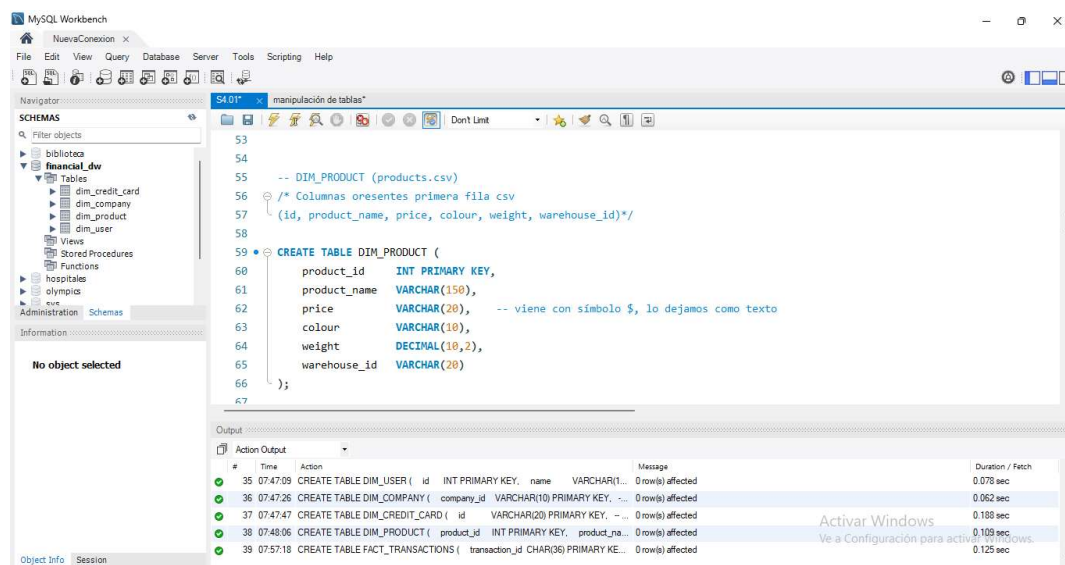 MySQL Workbench
NuevaConexion ×
File Edit View Query Database Server Tools Scripting Help
Navigator
SCHEMAS
Filter objects
biblioteca
financial_dw
Tables
dim_credit_card
dim_company
dim_product
dim_user
Views
Stored Procedures
Functions
hospitales
olympics
sys
Administration Schemas
Information
No object selected
Object Info Session
S4.01* × manipulación de tablas*
Don't Limit
53
54
55 -- DIM_PRODUCT (products.csv)
56 /* Columnas oresentes primera fila csv
57 (id, product_name, price, colour, weight, warehouse_id)*/
58
59 CREATE TABLE DIM_PRODUCT (
60 product_id INT PRIMARY KEY,
61 product_name VARCHAR(150),
62 price VARCHAR(20), -- viene con símbolo $, lo dejamos como texto
63 colour VARCHAR(10),
64 weight DECIMAL(10,2),
65 warehouse_id VARCHAR(20)
66 );
67
Output
Action Output
# Time Action Message Duration / Fetch
35 07:47:09 CREATE TABLE DIM_USER ( id INT PRIMARY KEY, name VARCHAR(1... 0 row(s) affected 0.078 sec
36 07:47:26 CREATE TABLE DIM_COMPANY ( company_id VARCHAR(10) PRIMARY KEY, -... 0 row(s) affected 0.062 sec
37 07:47:47 CREATE TABLE DIM_CREDIT_CARD ( id VARCHAR(20) PRIMARY KEY, -- ... 0 row(s) affected 0.188 sec
38 07:48:06 CREATE TABLE DIM_PRODUCT ( product_id INT PRIMARY KEY, product_na... 0 row(s) affected 0.109 sec
39 07:57:18 CREATE TABLE FACT_TRANSACTIONS ( transaction_id CHAR(36) PRIMARY KE... 0 row(s) affected 0.125 sec
Activar Windows
Ve a Configuración para activar Windows.